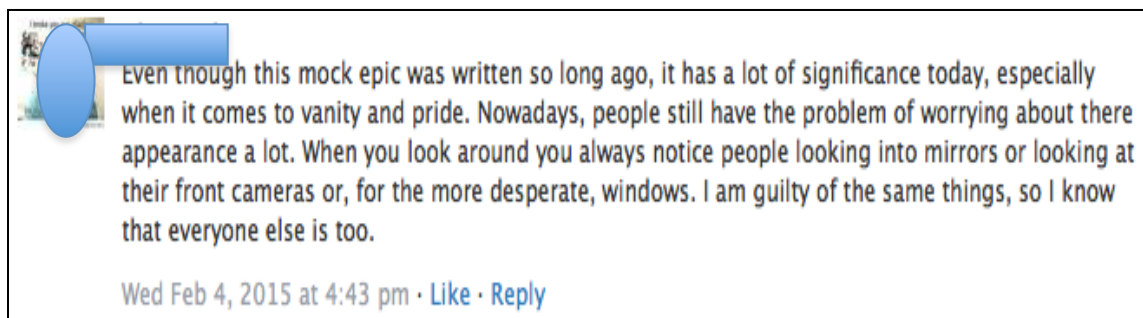 Even though this mock epic was written so long ago, it has a lot of significance today, especially
when it comes to vanity and pride. Nowadays, people still have the problem of worrying about there
appearance a lot. When you look around you always notice people looking into mirrors or looking at
their front cameras or, for the more desperate, windows. I am guilty of the same things, so I know
that everyone else is too.
Wed Feb 4, 2015 at 4:43 pm · Like · Reply